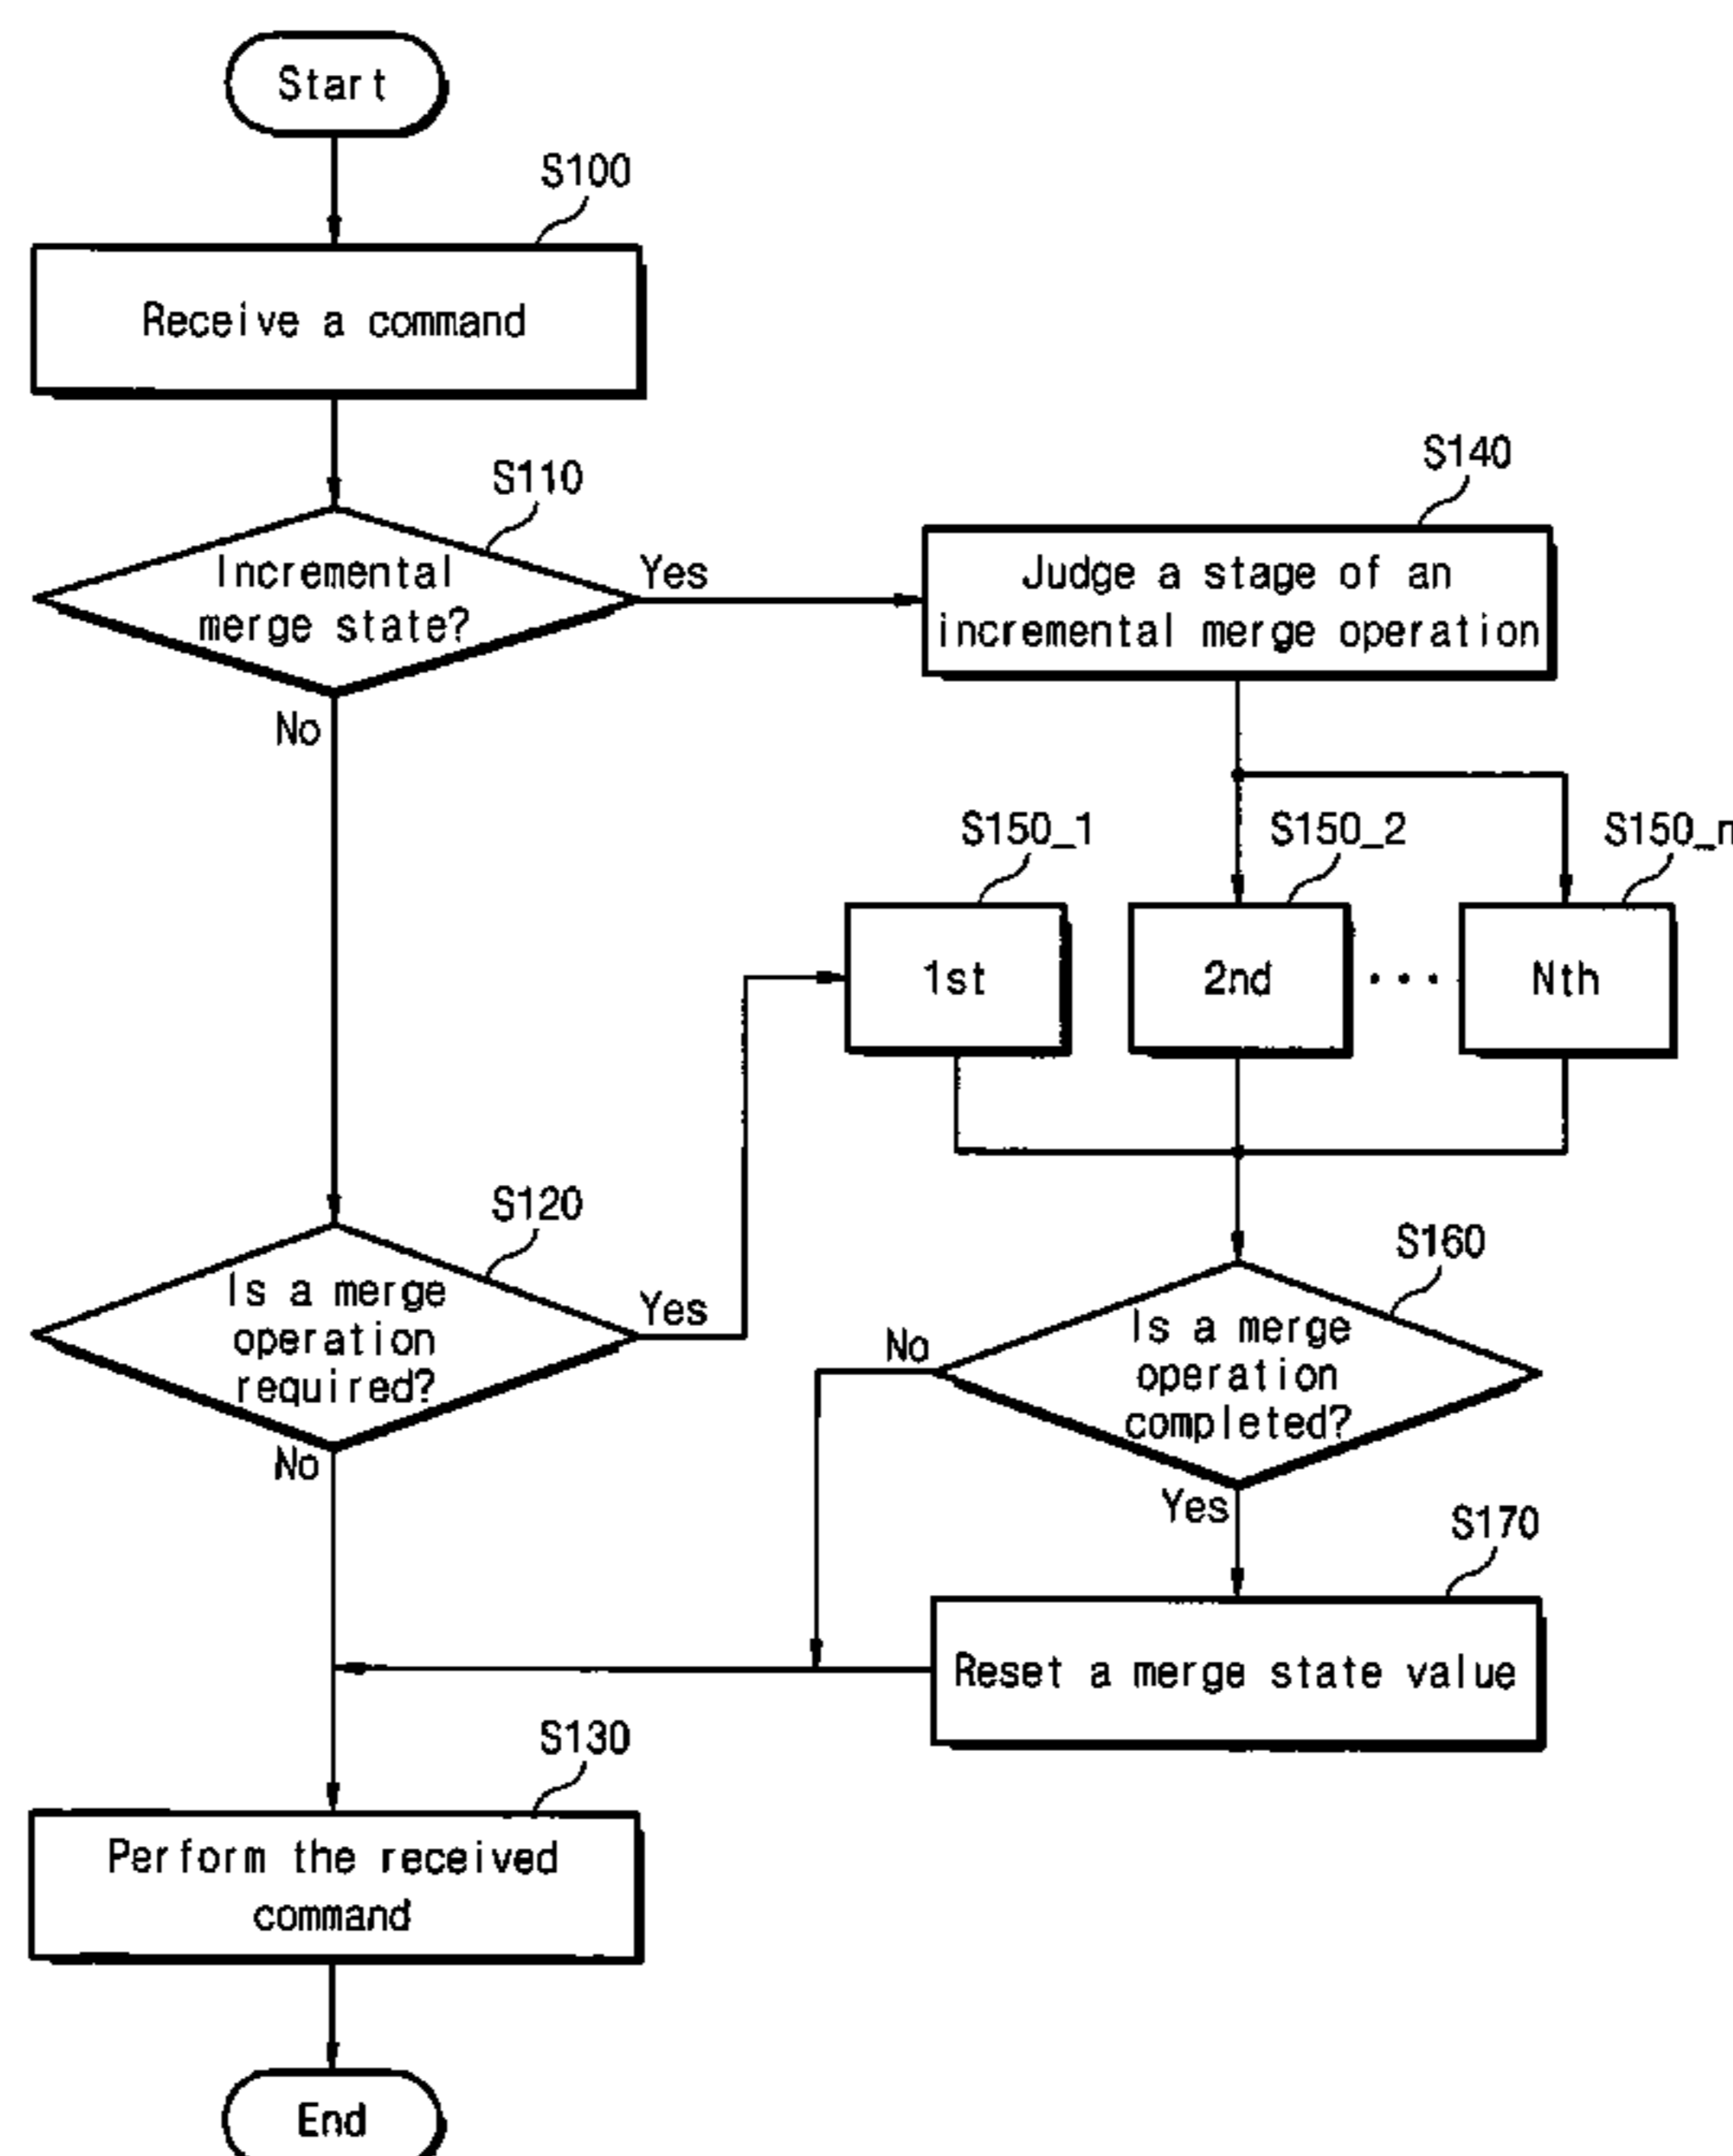 Start
S100
Receive a command
S110
Incremental
merge state?
Yes
No
S140
Judge a stage of an
incremental merge operation
S150_1
S150_2
S150_n
1st
2nd
...
Nth
S120
Is a merge
operation
required?
Yes
No
S160
Is a merge
operation
completed?
No
Yes
S170
Reset a merge state value
S130
Perform the received
command
End